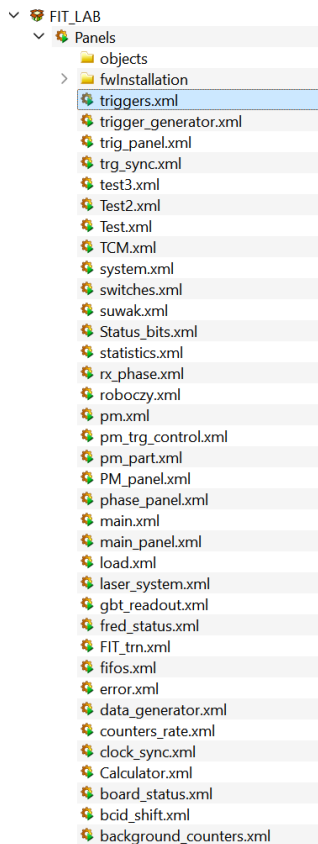 FIT_LAB
Panels
objects
fwInstallation
triggers.xml
trigger_generator.xml
trig_panel.xml
trg_sync.xml
test3.xml
Test2.xml
Test.xml
TCM.xml
system.xml
switches.xml
suwak.xml
Status_bits.xml
statistics.xml
rx_phase.xml
roboczy.xml
pm.xml
pm_trg_control.xml
pm_part.xml
PM_panel.xml
phase_panel.xml
main.xml
main_panel.xml
load.xml
laser_system.xml
gbt_readout.xml
fred_status.xml
FIT_trn.xml
fifos.xml
error.xml
data_generator.xml
counters_rate.xml
clock_sync.xml
Calculator.xml
board_status.xml
bcid_shift.xml
background_counters.xml